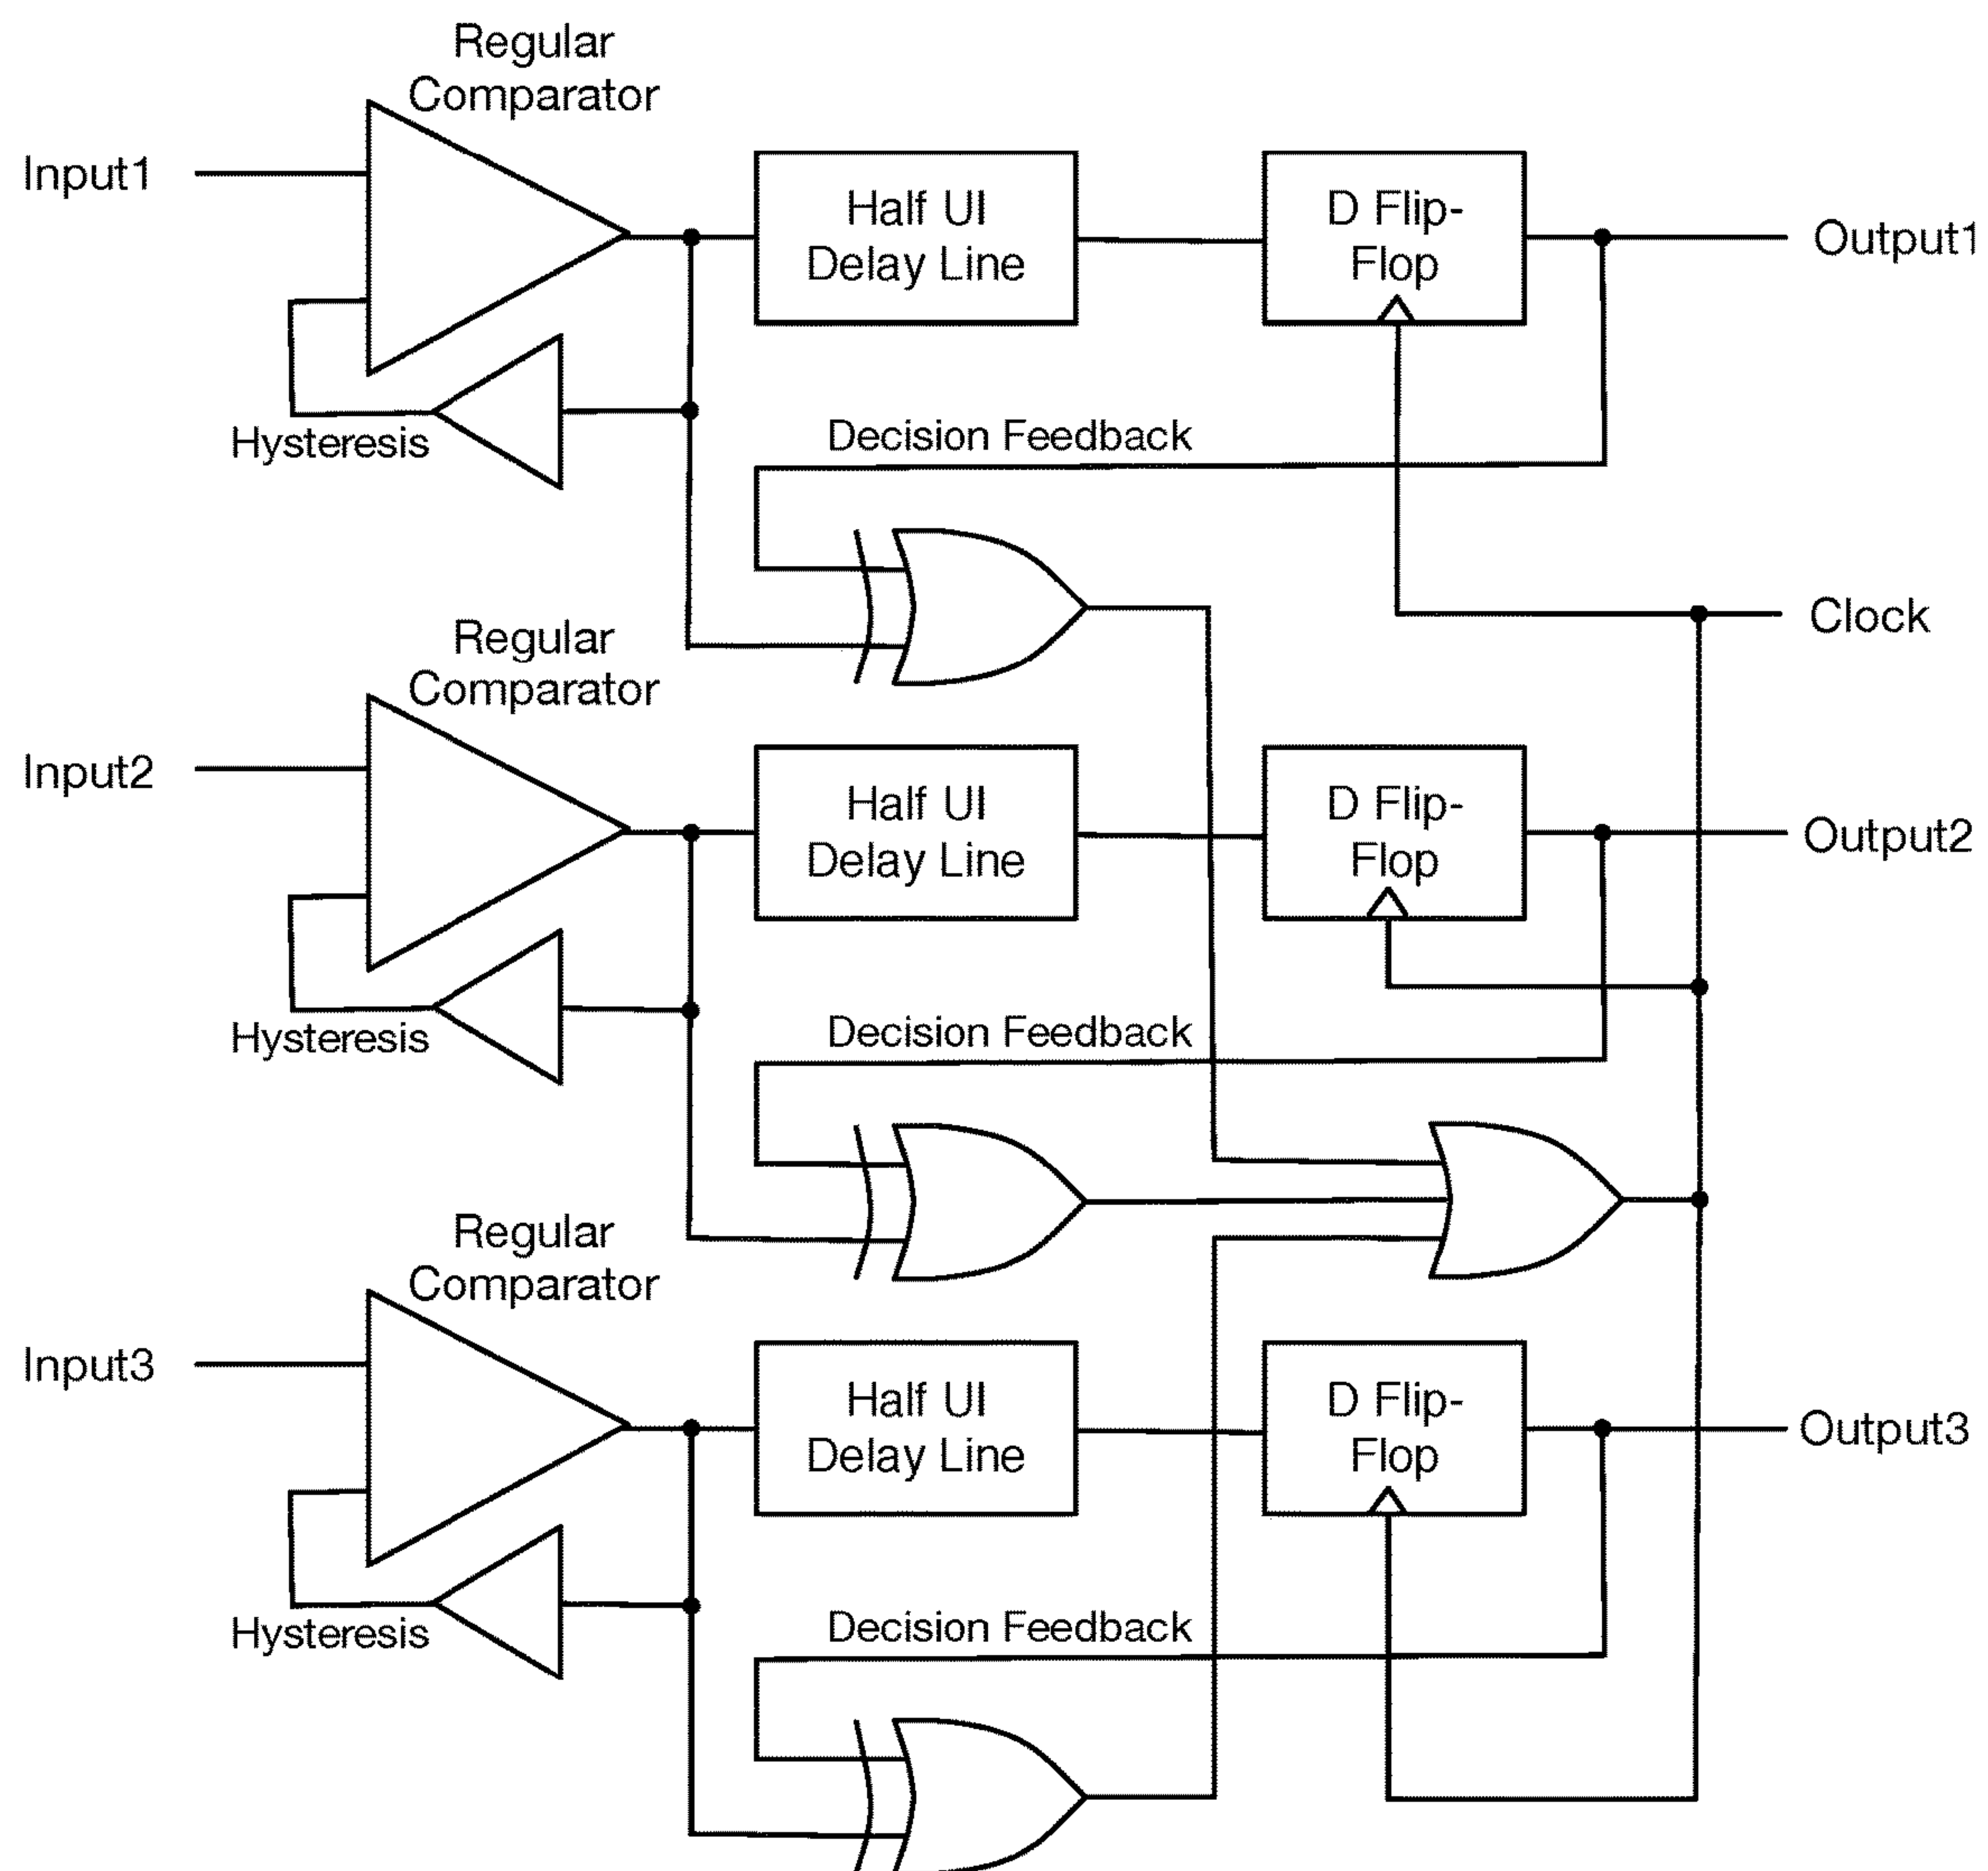 Regular
Comparator
Input1
Half UI
Delay Line
D Flip-
Flop
Output1
Hysteresis
Decision Feedback
Clock
Regular
Comparator
Input2
Half UI
Delay Line
D Flip-
Flop
Output2
Hysteresis
Decision Feedback
Regular
Comparator
Input3
Half UI
Delay Line
D Flip-
Flop
Output3
Hysteresis
Decision Feedback